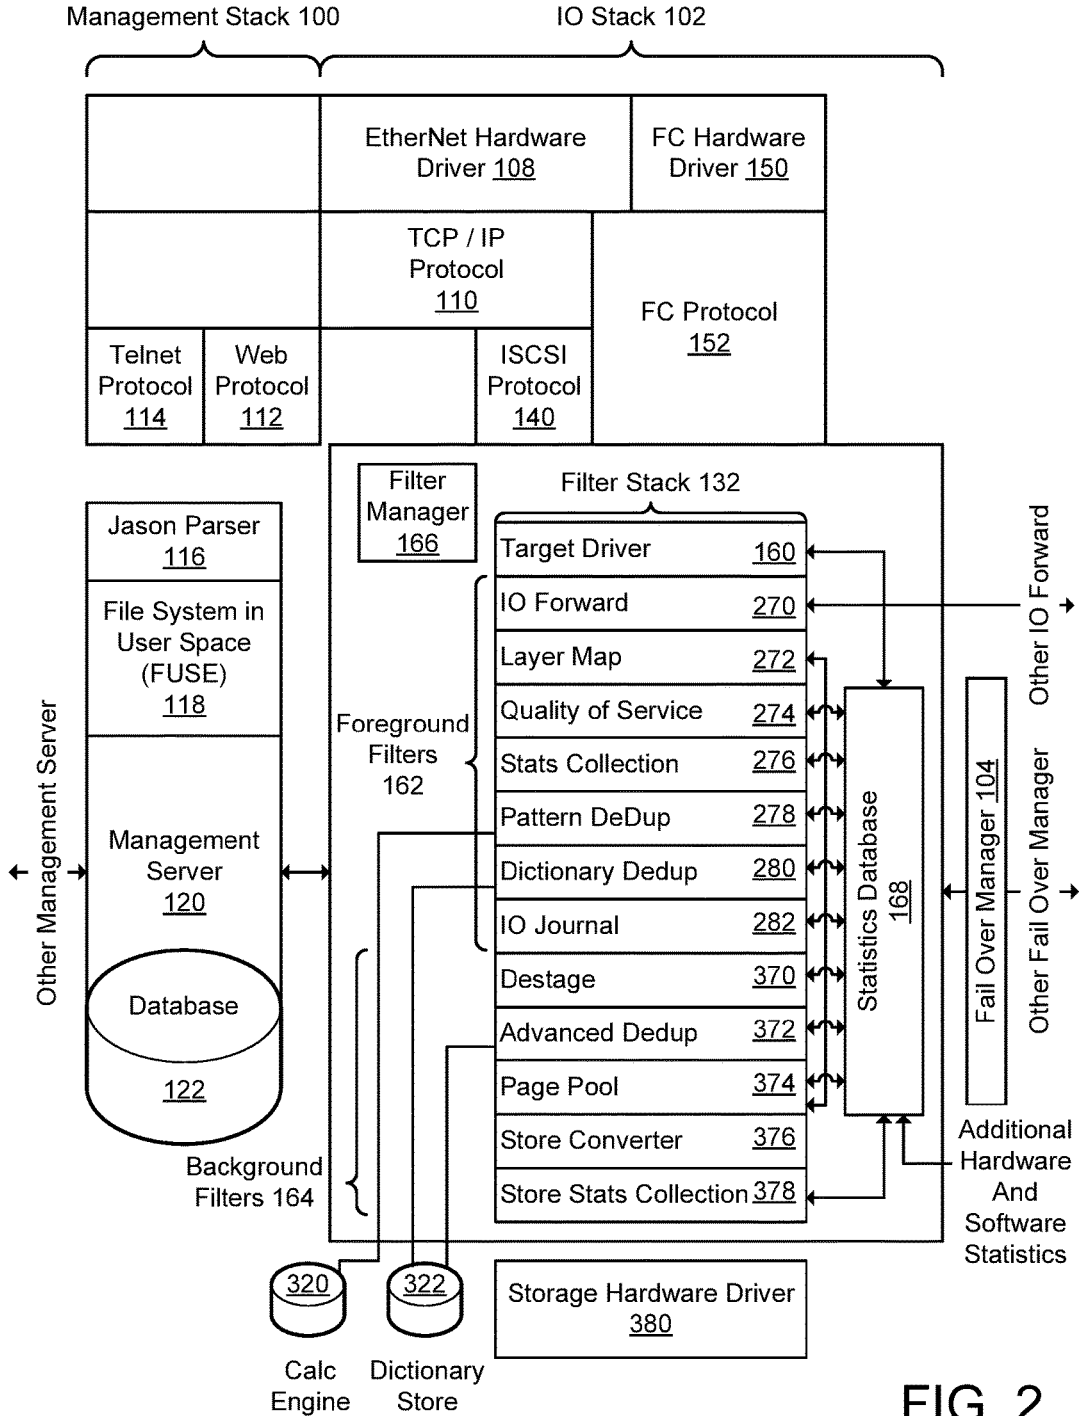 Management Stack 100
IO Stack 102
EtherNet Hardware
Driver 108
FC Hardware
Driver 150
TCP / IP
Protocol
110
FC Protocol
152
Telnet
Protocol
114
Web
Protocol
112
ISCSI
Protocol
140
Filter
Manager
166
Filter Stack 132
Jason Parser
116
File System in
User Space
(FUSE)
118
Management
Server
120
Database
122
Other Management Server
Foreground
Filters
162
Background
Filters 164
Target Driver 160
IO Forward 270
Layer Map 272
Quality of Service 274
Stats Collection 276
Pattern DeDup 278
Dictionary Dedup 280
IO Journal 282
Destage 370
Advanced Dedup 372
Page Pool 374
Store Converter 376
Store Stats Collection 378
Statistics Database
168
Fail Over Manager 104
Other IO Forward
Other Fail Over Manager
Additional
Hardware
And
Software
Statistics
320
Calc
Engine
322
Dictionary
Store
Storage Hardware Driver
380
FIG. 2